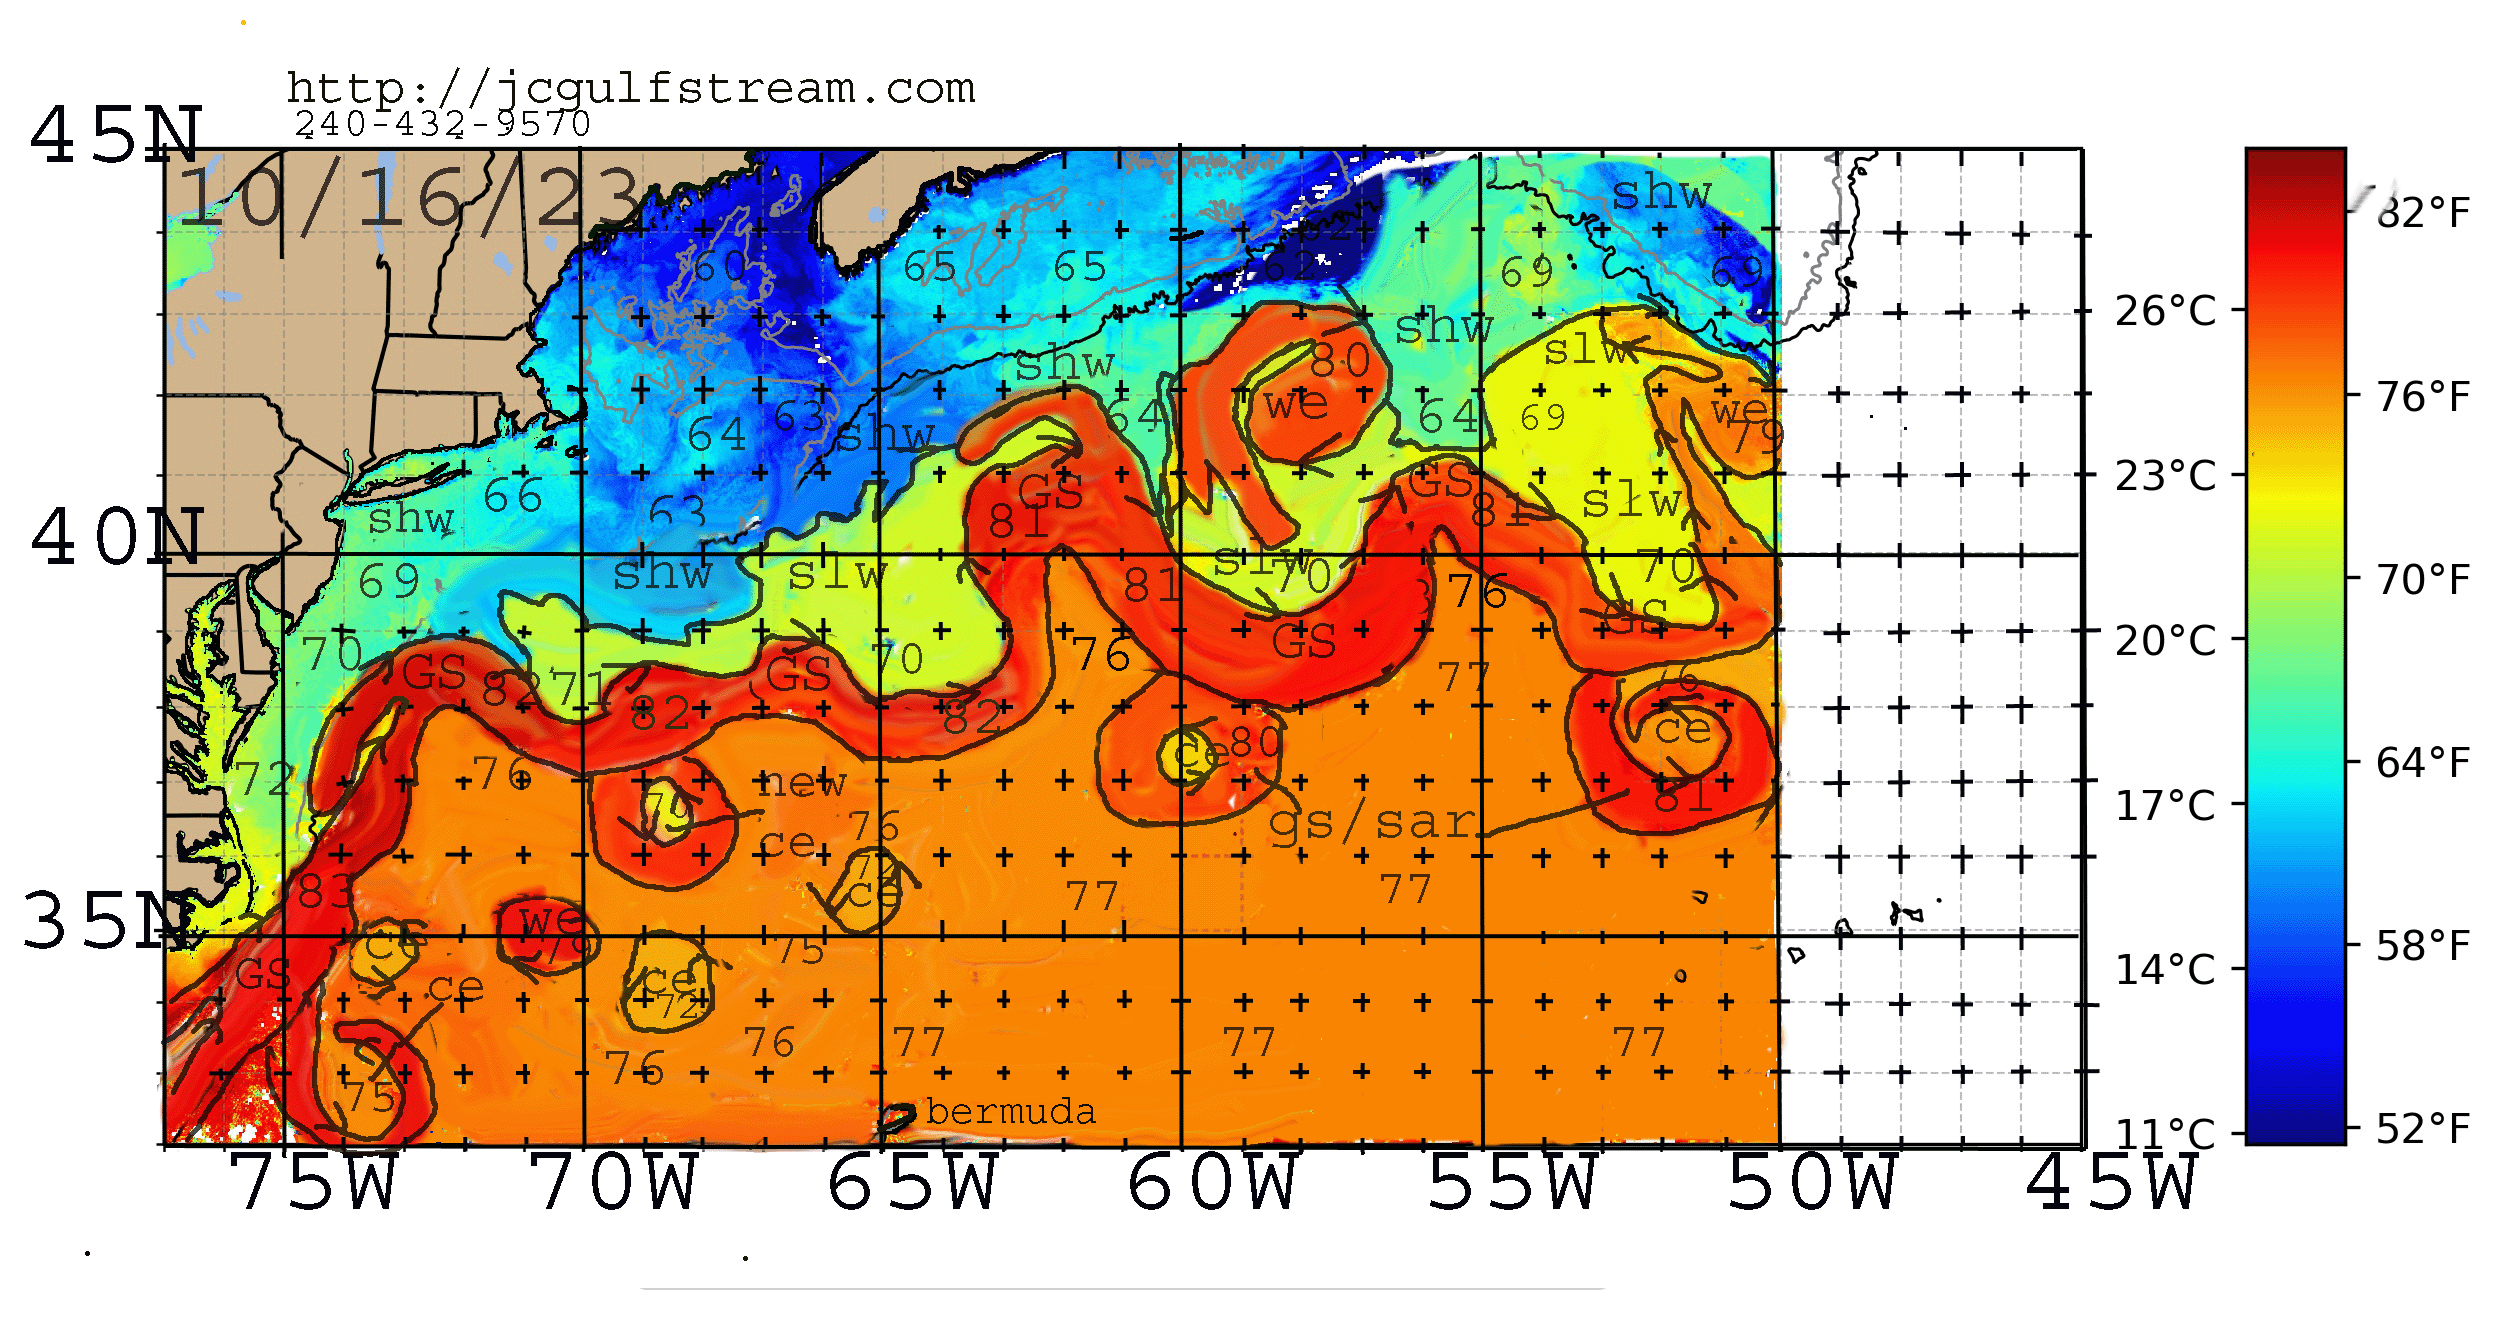 http://jcgulfstream.com
240-432-9570
45N
10/16/23
shw
82°F
62
60 65 65 62 69 69
26°C
shw
shw slw
80
76°F
64 63 shw 64 we 64 69 we
79
23°C
66 63 GS GS slw
shw 81 81
40N
69 shw slw slw 70 81 76 70 70°F
GS
70 GS 82 71 GS 70 76 GS 20°C
82 82 77 76
72 76 new 70 ce 80 ce 64°F
ce 76 gs/sar 81 17°C
83 72 ce 77 77
35N
we 79
ce 75 58°F
GS ce ce 72 14°C
76 76 77 77 77
75 bermuda
11°C 52°F
75W 70W 65W 60W 55W 50W 45W